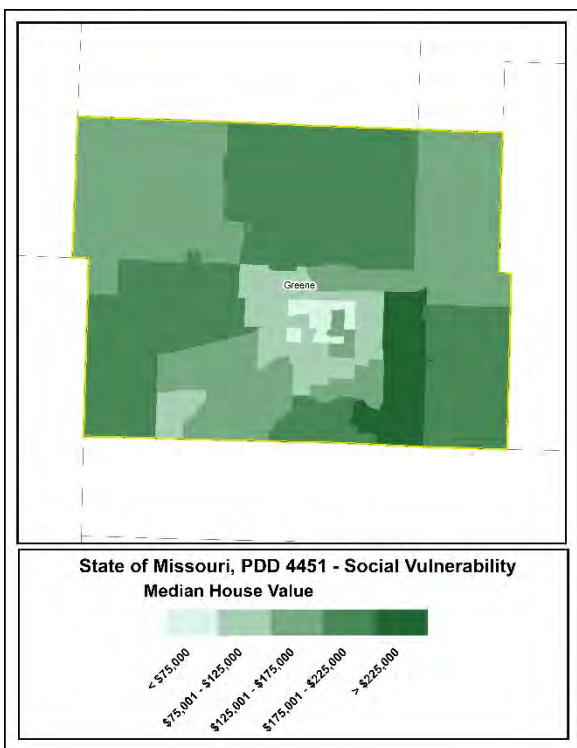 Greene
State of Missouri, PDD 4451 - Social Vulnerability
Median House Value
< $75,000
$75,001 - $125,000
$125,001 - $175,000
$175,001 - $225,000
> $225,000